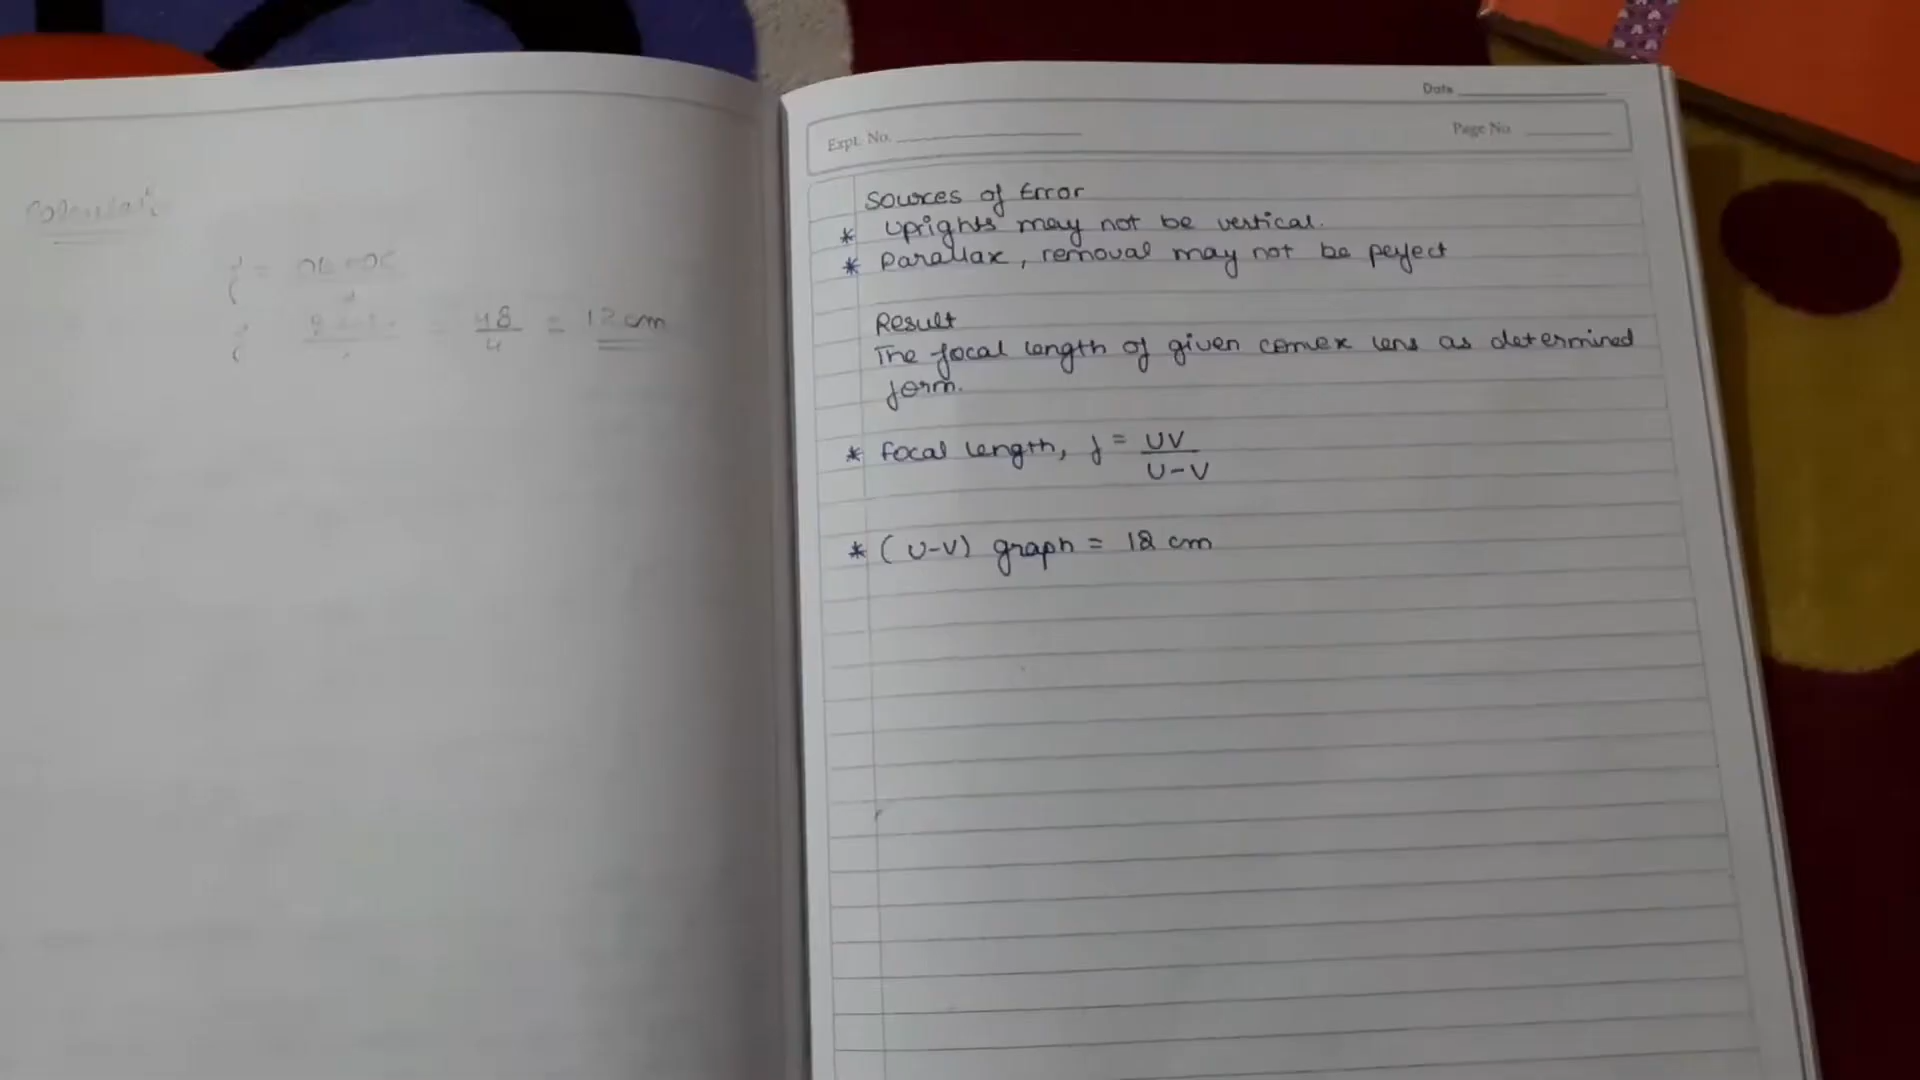 48/4 = 12 cm
Date
Expt. No.
Page No.
Sources of Error
* Uprights may not be vertical.
* Parallax, removal may not be perfect
Result
The focal length of given convex lens as determined
form.
* Focal length, f = UV/U-V
* (U-V) graph = 12 cm